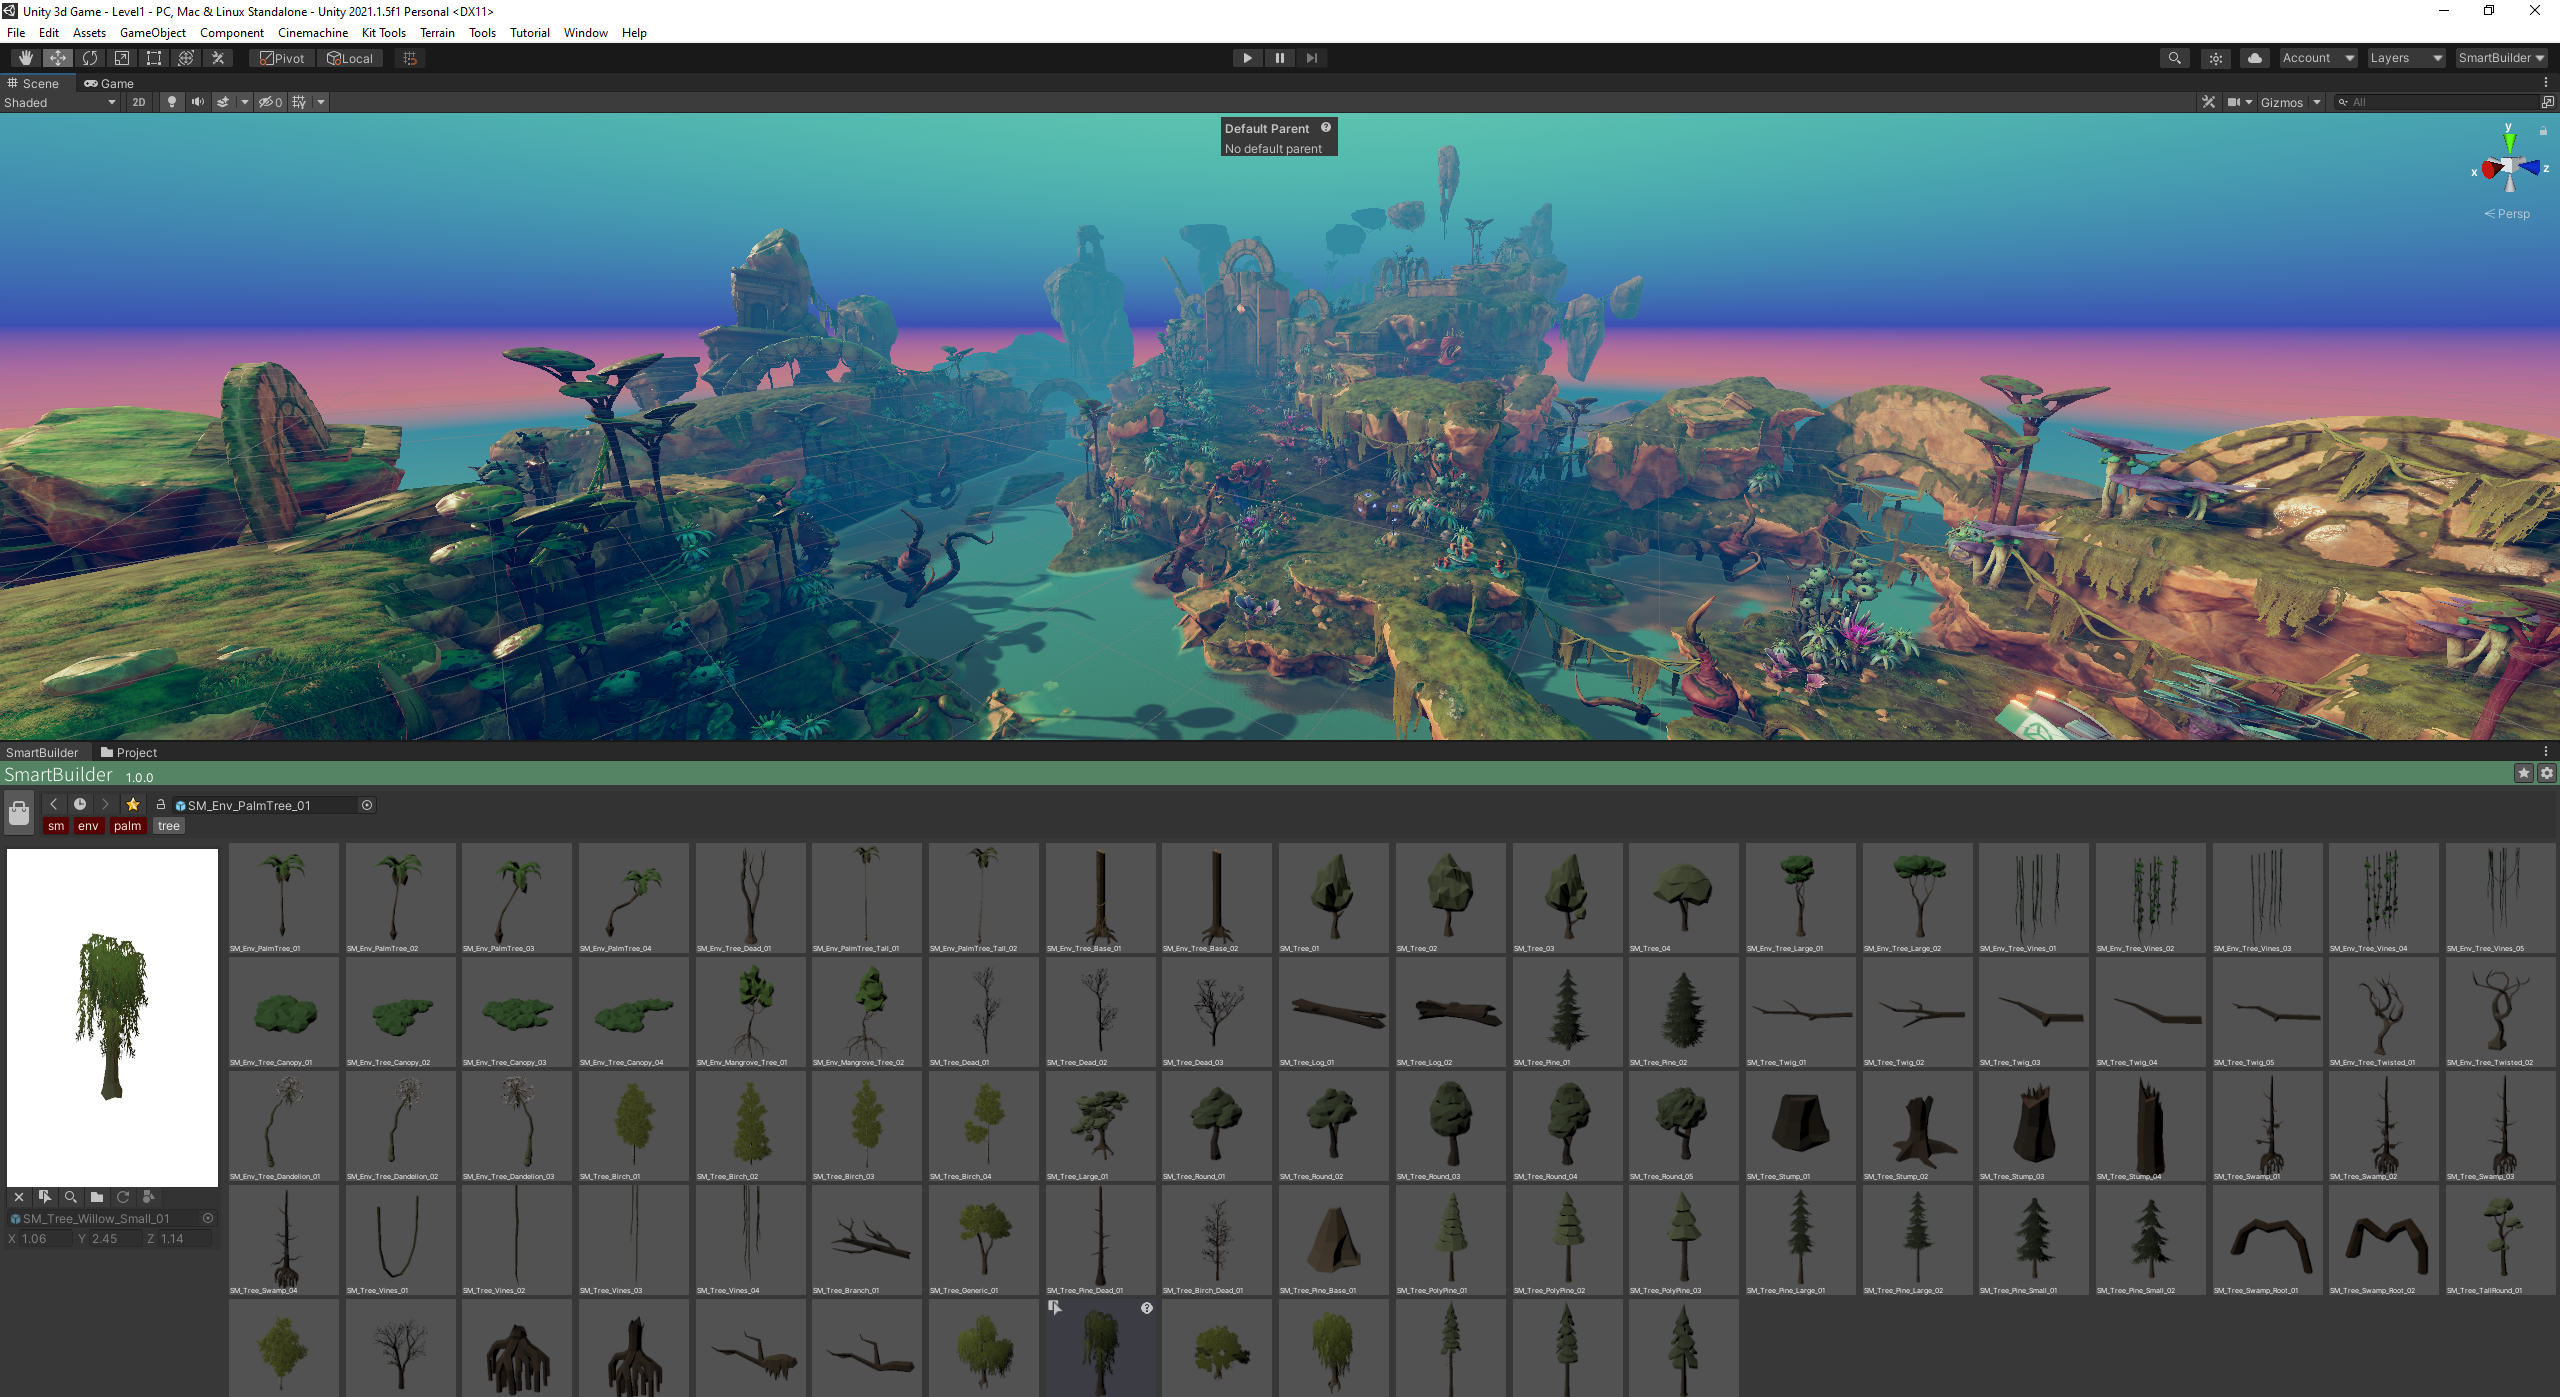 Unity 3d Game - Level1 - PC, Mac & Linux Standalone - Unity 2021.1.5f1 Personal <DX11>
File Edit Assets GameObject Component Cinemachine Kit Tools Terrain Tools Tutorial Window Help
Pivot Local Account Layers SmartBuilder
Scene Game
Shaded 2D 0 Gizmos All
Default Parent
No default parent
y
x z
Persp
SmartBuilder Project
SmartBuilder 1.0.0
SM_Env_PalmTree_01
sm env palm tree
SM_Env_PalmTree_01 SM_Env_PalmTree_02 SM_Env_PalmTree_03 SM_Env_PalmTree_04 SM_Env_Tree_Dead_01 SM_Env_PalmTree_Tall_01 SM_Env_PalmTree_Tall_02 SM_Env_Tree_Base_01 SM_Env_Tree_Base_02 SM_Tree_01 SM_Tree_02 SM_Tree_03 SM_Tree_04 SM_Env_Tree_Large_01 SM_Env_Tree_Large_02 SM_Env_Tree_Vines_01 SM_Env_Tree_Vines_02 SM_Env_Tree_Vines_03 SM_Env_Tree_Vines_04 SM_Env_Tree_Vines_05
SM_Env_Tree_Canopy_01 SM_Env_Tree_Canopy_02 SM_Env_Tree_Canopy_03 SM_Env_Tree_Canopy_04 SM_Env_Mangrove_Tree_01 SM_Env_Mangrove_Tree_02 SM_Tree_Dead_01 SM_Tree_Dead_02 SM_Tree_Dead_03 SM_Tree_Log_01 SM_Tree_Log_02 SM_Tree_Pine_01 SM_Tree_Pine_02 SM_Tree_Twig_01 SM_Tree_Twig_02 SM_Tree_Twig_03 SM_Tree_Twig_04 SM_Tree_Twig_05 SM_Env_Tree_Twisted_01 SM_Env_Tree_Twisted_02
SM_Env_Tree_Dandelion_01 SM_Env_Tree_Dandelion_02 SM_Env_Tree_Dandelion_03 SM_Tree_Birch_01 SM_Tree_Birch_02 SM_Tree_Birch_03 SM_Tree_Birch_04 SM_Tree_Large_01 SM_Tree_Round_01 SM_Tree_Round_02 SM_Tree_Round_03 SM_Tree_Round_04 SM_Tree_Round_05 SM_Tree_Stump_01 SM_Tree_Stump_02 SM_Tree_Stump_03 SM_Tree_Stump_04 SM_Tree_Swamp_01 SM_Tree_Swamp_02 SM_Tree_Swamp_03
SM_Tree_Willow_Small_01
X 1.06 Y 2.45 Z 1.14
SM_Tree_Swamp_04 SM_Tree_Vines_01 SM_Tree_Vines_02 SM_Tree_Vines_03 SM_Tree_Vines_04 SM_Tree_Branch_01 SM_Tree_Generic_01 SM_Tree_Pine_Dead_01 SM_Tree_Birch_Dead_01 SM_Tree_Pine_Base_01 SM_Tree_PolyPine_01 SM_Tree_PolyPine_02 SM_Tree_PolyPine_03 SM_Tree_Pine_Large_01 SM_Tree_Pine_Large_02 SM_Tree_Pine_Small_01 SM_Tree_Pine_Small_02 SM_Tree_Swamp_Root_01 SM_Tree_Swamp_Root_02 SM_Tree_TallRound_01